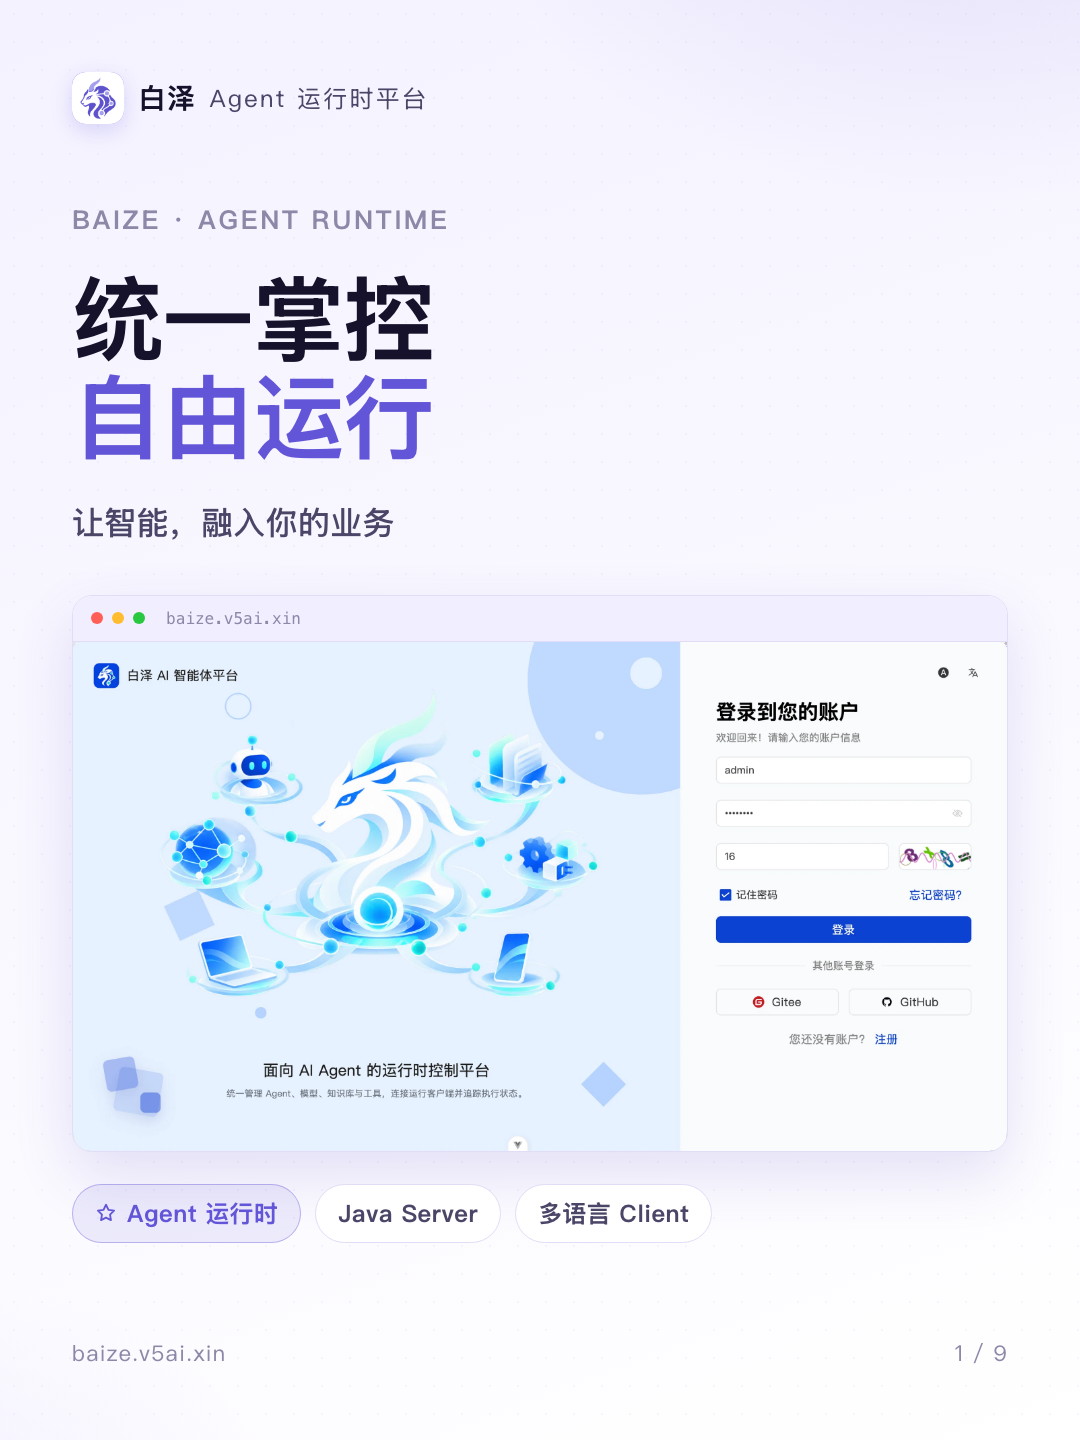 白泽 Agent 运行时平台
BAIZE · AGENT RUNTIME
统一掌控
自由运行
让智能，融入你的业务
baize.v5ai.xin
白泽 AI 智能体平台
面向 AI Agent 的运行时控制平台
统一管理 Agent、模型、知识库与工具，连接运行客户端并追踪执行状态。
登录到您的账户
欢迎回来！请输入您的账户信息
admin
••••••••
16
记住密码 忘记密码?
登录
其他账号登录
Gitee GitHub
您还没有账户? 注册
Agent 运行时 Java Server 多语言 Client
baize.v5ai.xin 1 / 9